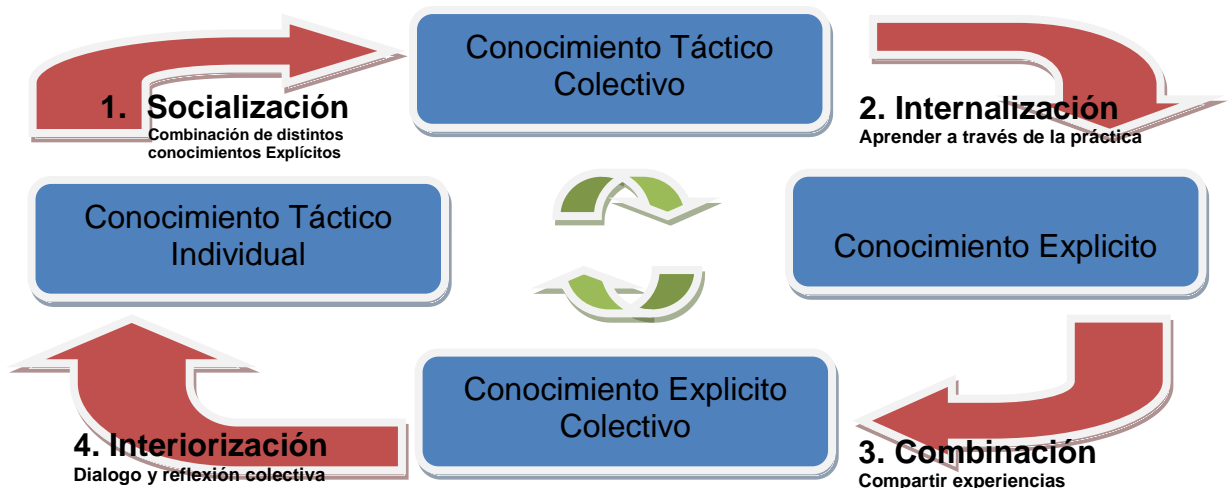 Conocimiento Táctico
Colectivo
1. Socialización
Combinación de distintos
conocimientos Explícitos
2. Internalización
Aprender a través de la práctica
Conocimiento Táctico
Individual
Conocimiento Explicito
Conocimiento Explicito
Colectivo
4. Interiorización
Dialogo y reflexión colectiva
3. Combinación
Compartir experiencias